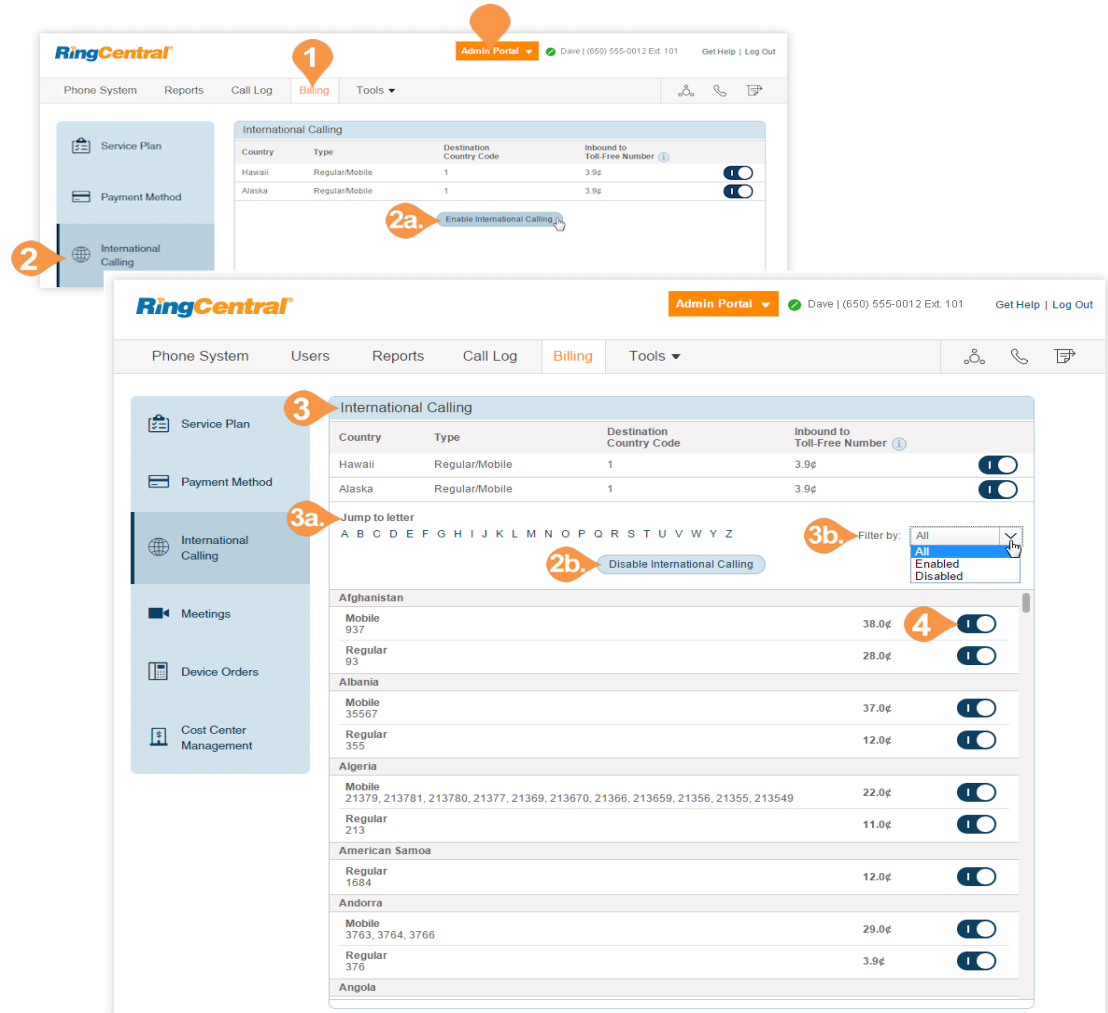 RingCentral
Admin Portal
Dave | (650) 555-0012 Ext. 101
Get Help | Log Out
1
Phone System Reports Call Log Billing Tools
Service Plan
Payment Method
2
International
Calling
International Calling
Country Type Destination Country Code Inbound to Toll-Free Number i
Hawaii Regular/Mobile 1 3.9¢
Alaska Regular/Mobile 1 3.9¢
2a. Enable International Calling
RingCentral
Admin Portal
Dave | (650) 555-0012 Ext. 101
Get Help | Log Out
Phone System Users Reports Call Log Billing Tools
Service Plan
Payment Method
International
Calling
Meetings
Device Orders
Cost Center
Management
3 International Calling
Country Type Destination Country Code Inbound to Toll-Free Number i
Hawaii Regular/Mobile 1 3.9¢
Alaska Regular/Mobile 1 3.9¢
3a. Jump to letter
A B C D E F G H I J K L M N O P Q R S T U V W Y Z
3b. Filter by: All
All
Enabled
Disabled
2b. Disable International Calling
Afghanistan
Mobile
937 38.0¢ 4
Regular
93 28.0¢
Albania
Mobile
35567 37.0¢
Regular
355 12.0¢
Algeria
Mobile
21379, 213781, 213780, 21377, 21369, 213670, 21366, 213659, 21356, 21355, 213549 22.0¢
Regular
213 11.0¢
American Samoa
Regular
1684 12.0¢
Andorra
Mobile
3763, 3764, 3766 29.0¢
Regular
376 3.9¢
Angola